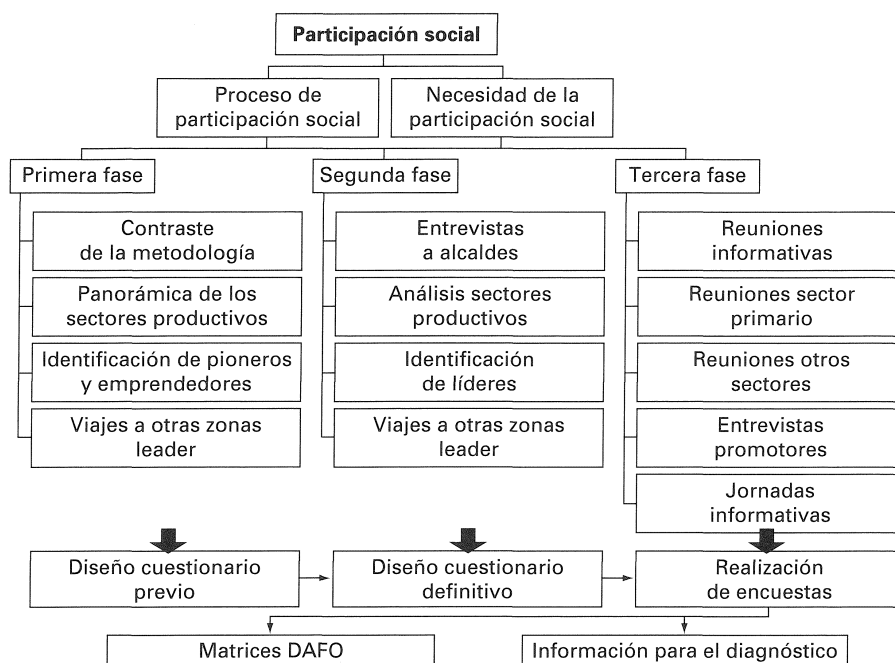 Participación social
Proceso de
participación social
Necesidad de la
participación social
Primera fase
Segunda fase
Tercera fase
Contraste
de la metodología
Panorámica de los
sectores productivos
Identificación de pioneros
y emprendedores
Viajes a otras zonas
leader
Entrevistas
a alcaldes
Análisis sectores
productivos
Identificación
de líderes
Viajes a otras zonas
leader
Reuniones
informativas
Reuniones sector
primario
Reuniones otros
sectores
Entrevistas
promotores
Jornadas
informativas
Diseño cuestionario
previo
Diseño cuestionario
definitivo
Realización
de encuestas
Matrices DAFO
Información para el diagnóstico